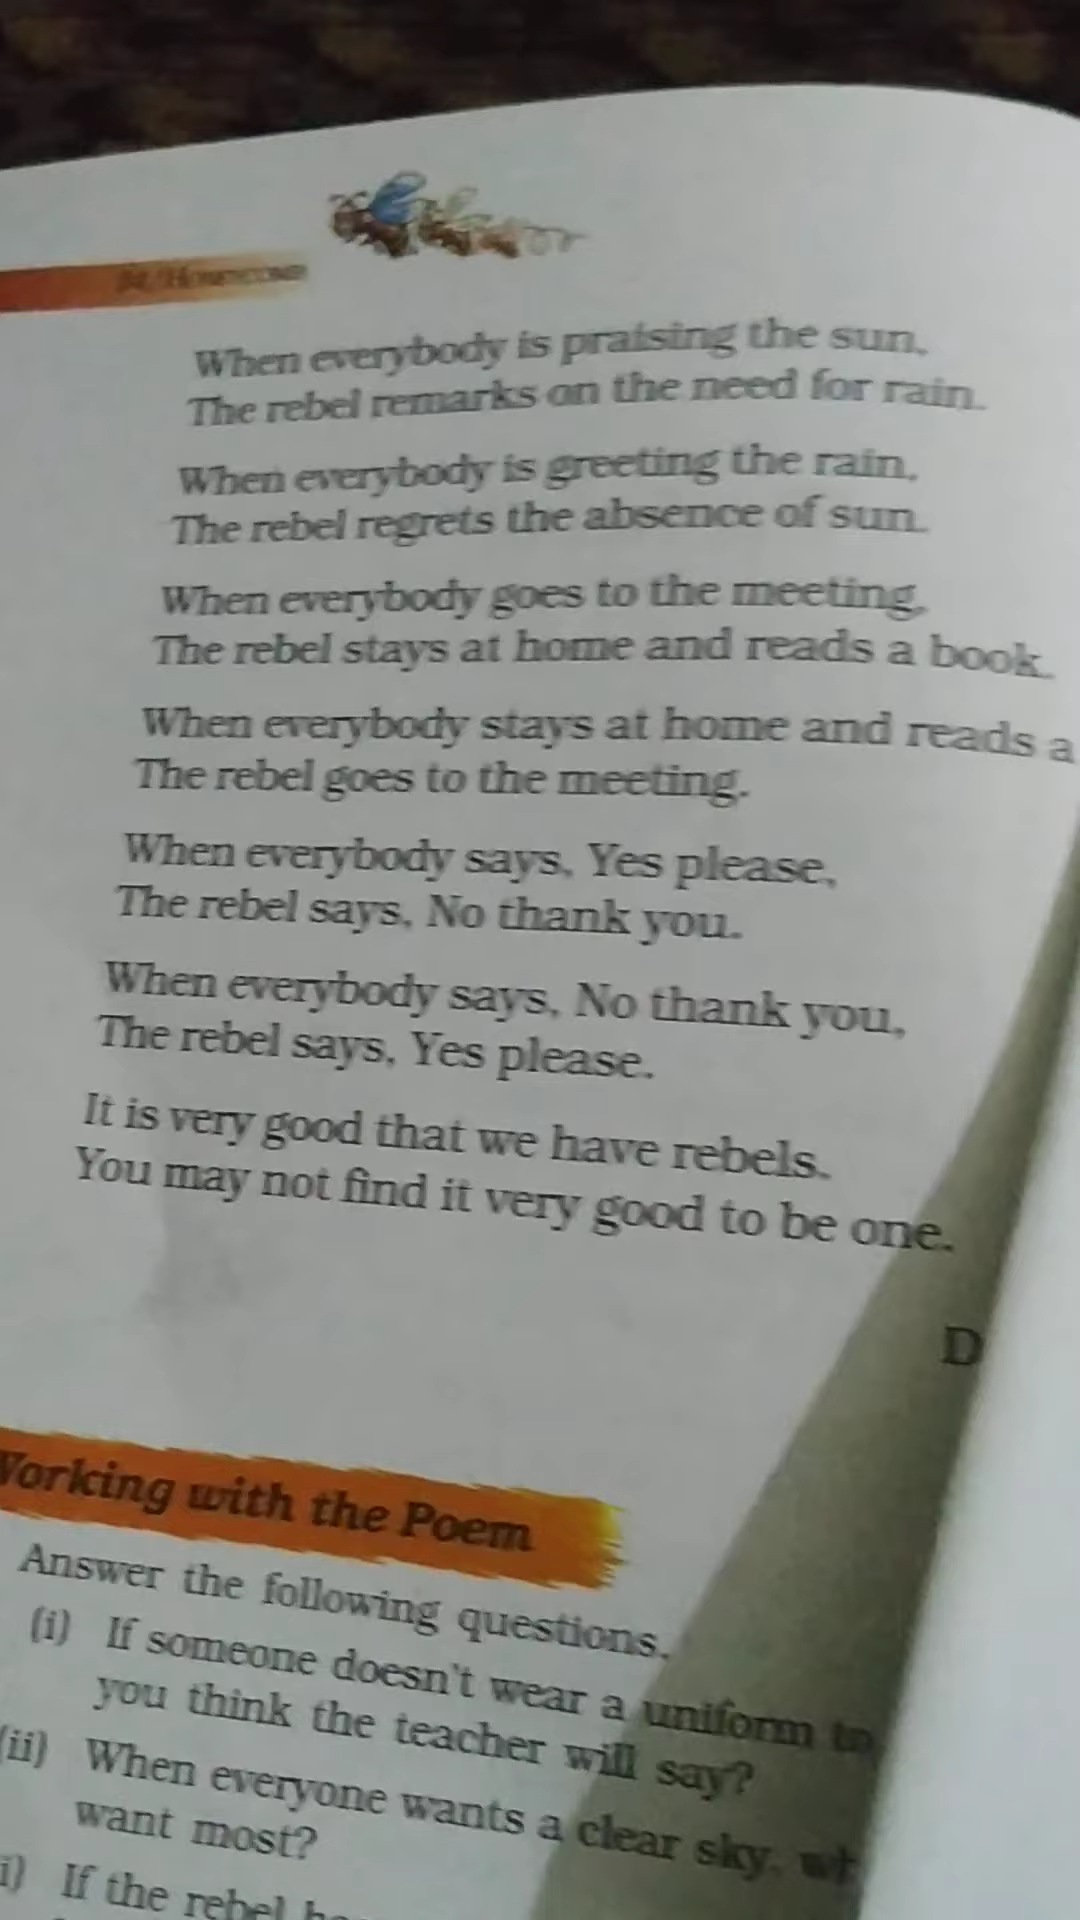 94/Honeycomb
When everybody is praising the sun,
The rebel remarks on the need for rain.
When everybody is greeting the rain,
The rebel regrets the absence of sun.
When everybody goes to the meeting,
The rebel stays at home and reads a book.
When everybody stays at home and reads a
The rebel goes to the meeting.
When everybody says, Yes please,
The rebel says, No thank you.
When everybody says, No thank you,
The rebel says, Yes please.
It is very good that we have rebels.
You may not find it very good to be one.
D
Working with the Poem
Answer the following questions.
(i) If someone doesn't wear a uniform to
you think the teacher will say?
(ii) When everyone wants a clear sky, wh
want most?
i) If the rebel